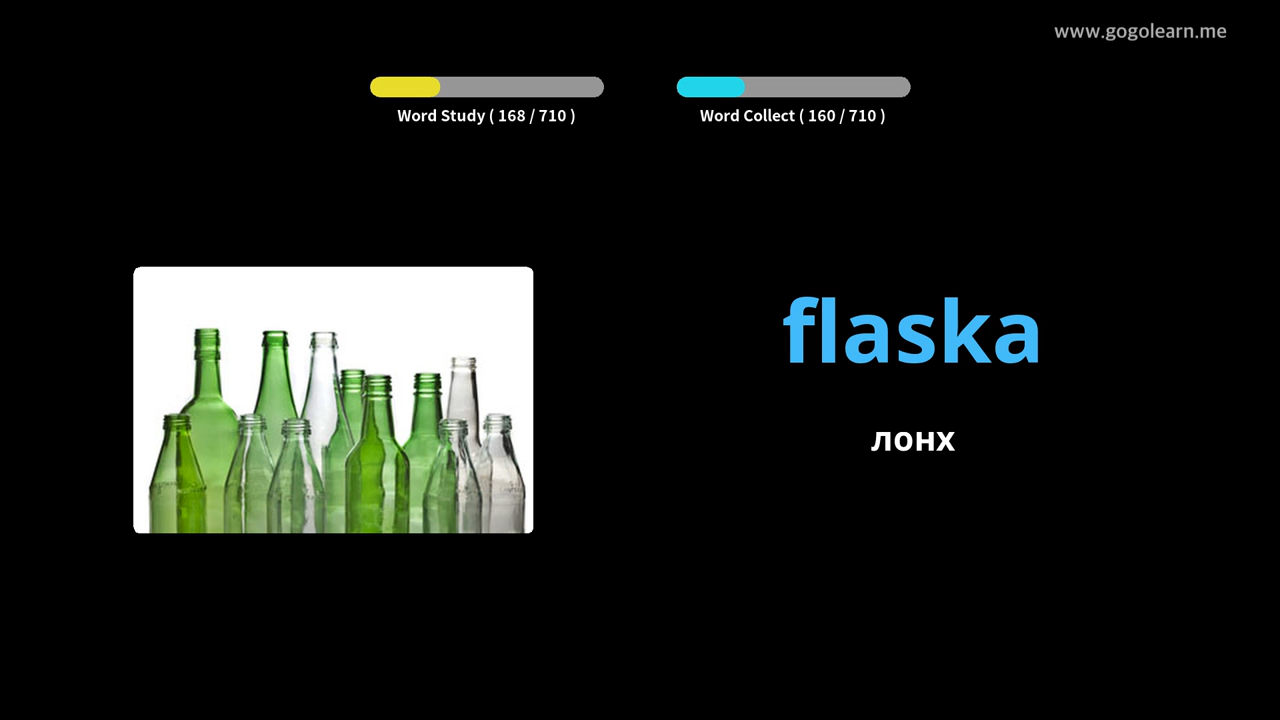 www.gogolearn.me
Word Study ( 168 / 710 )
Word Collect ( 160 / 710 )
flaska
лонх